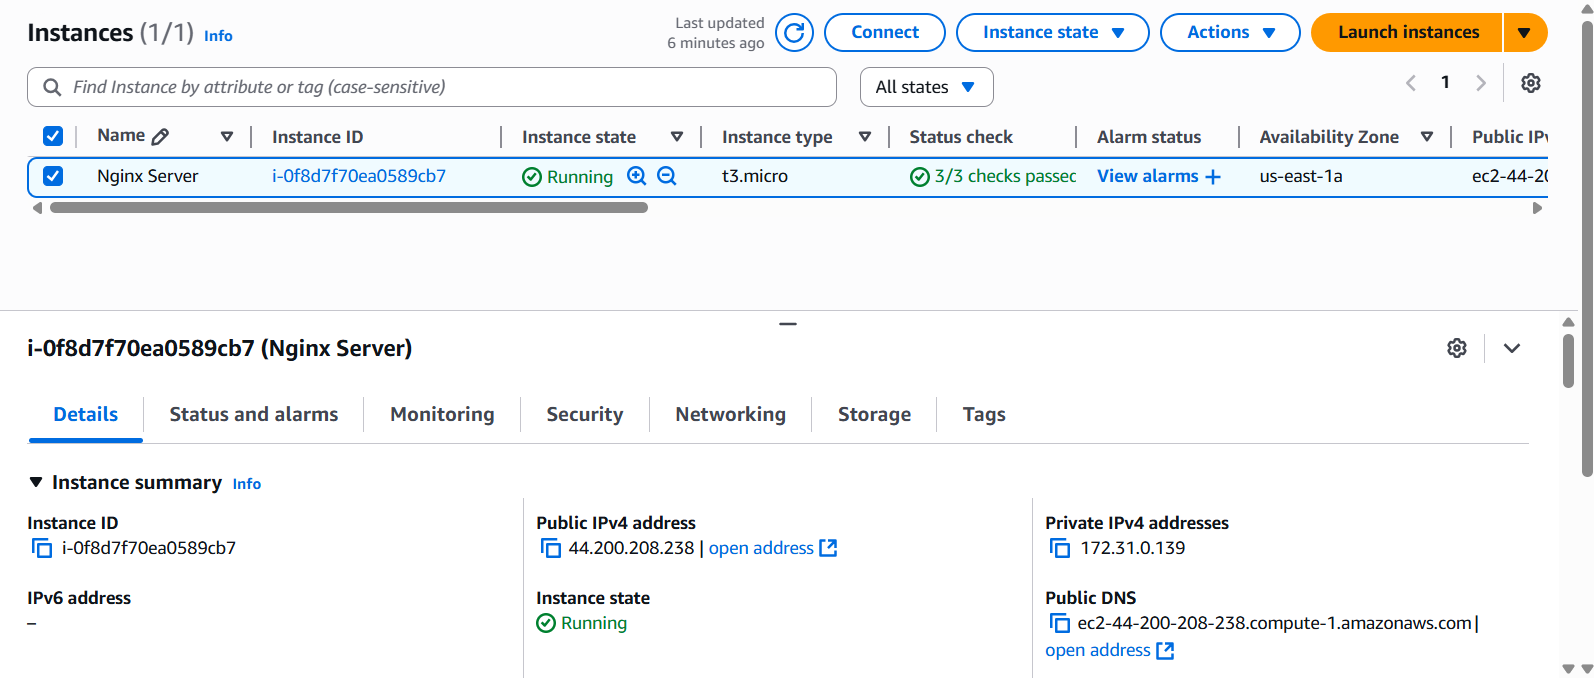 Instances (1/1) Info
Last updated
6 minutes ago
Connect
Instance state
Actions
Launch instances
Find Instance by attribute or tag (case-sensitive)
All states
1
Name
Instance ID
Instance state
Instance type
Status check
Alarm status
Availability Zone
Public IPv
Nginx Server
i-0f8d7f70ea0589cb7
Running
t3.micro
3/3 checks passed
View alarms +
us-east-1a
ec2-44-20
i-0f8d7f70ea0589cb7 (Nginx Server)
Details
Status and alarms
Monitoring
Security
Networking
Storage
Tags
Instance summary Info
Instance ID
i-0f8d7f70ea0589cb7
IPv6 address
–
Public IPv4 address
44.200.208.238 | open address
Instance state
Running
Private IPv4 addresses
172.31.0.139
Public DNS
ec2-44-200-208-238.compute-1.amazonaws.com |
open address